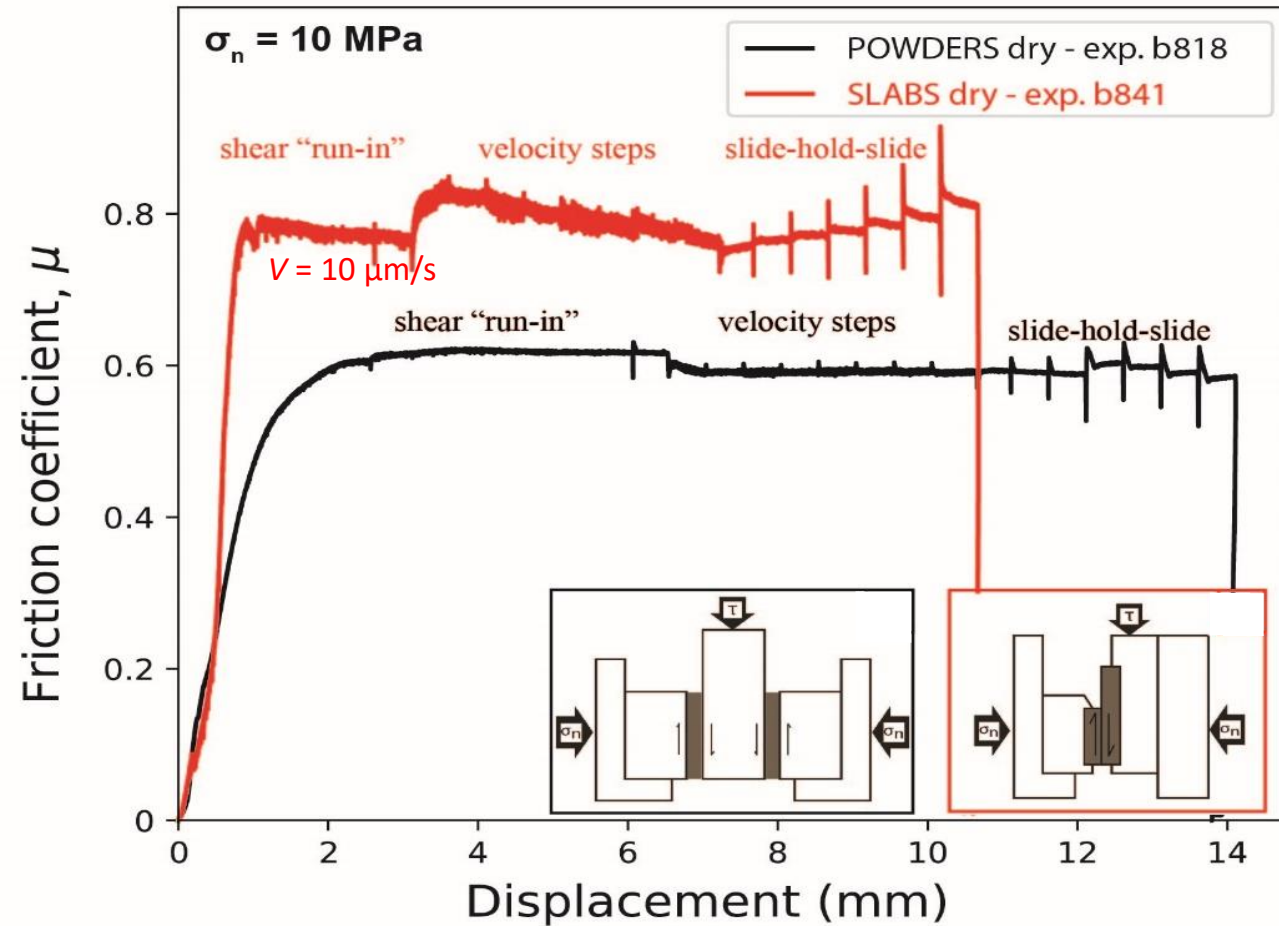 σn = 10 MPa
POWDERS dry - exp. b818
SLABS dry - exp. b841
shear “run-in”
velocity steps
slide-hold-slide
V = 10 μm/s
shear “run-in”
velocity steps
slide-hold-slide
0.8
0.6
0.4
0.2
0
Friction coefficient, μ
τ
σn
σn
τ
σn
σn
0 2 4 6 8 10 12 14
Displacement (mm)